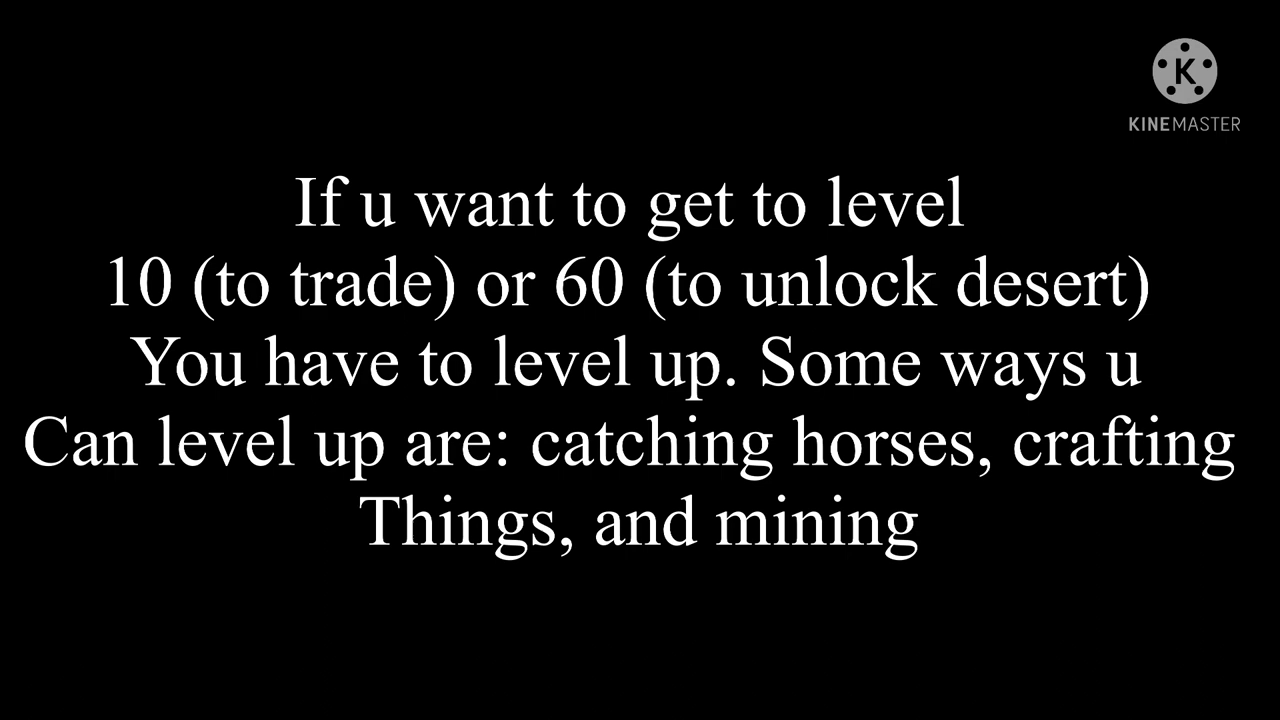 K
KINEMASTER
If u want to get to level
10 (to trade) or 60 (to unlock desert)
You have to level up. Some ways u
Can level up are: catching horses, crafting
Things, and mining